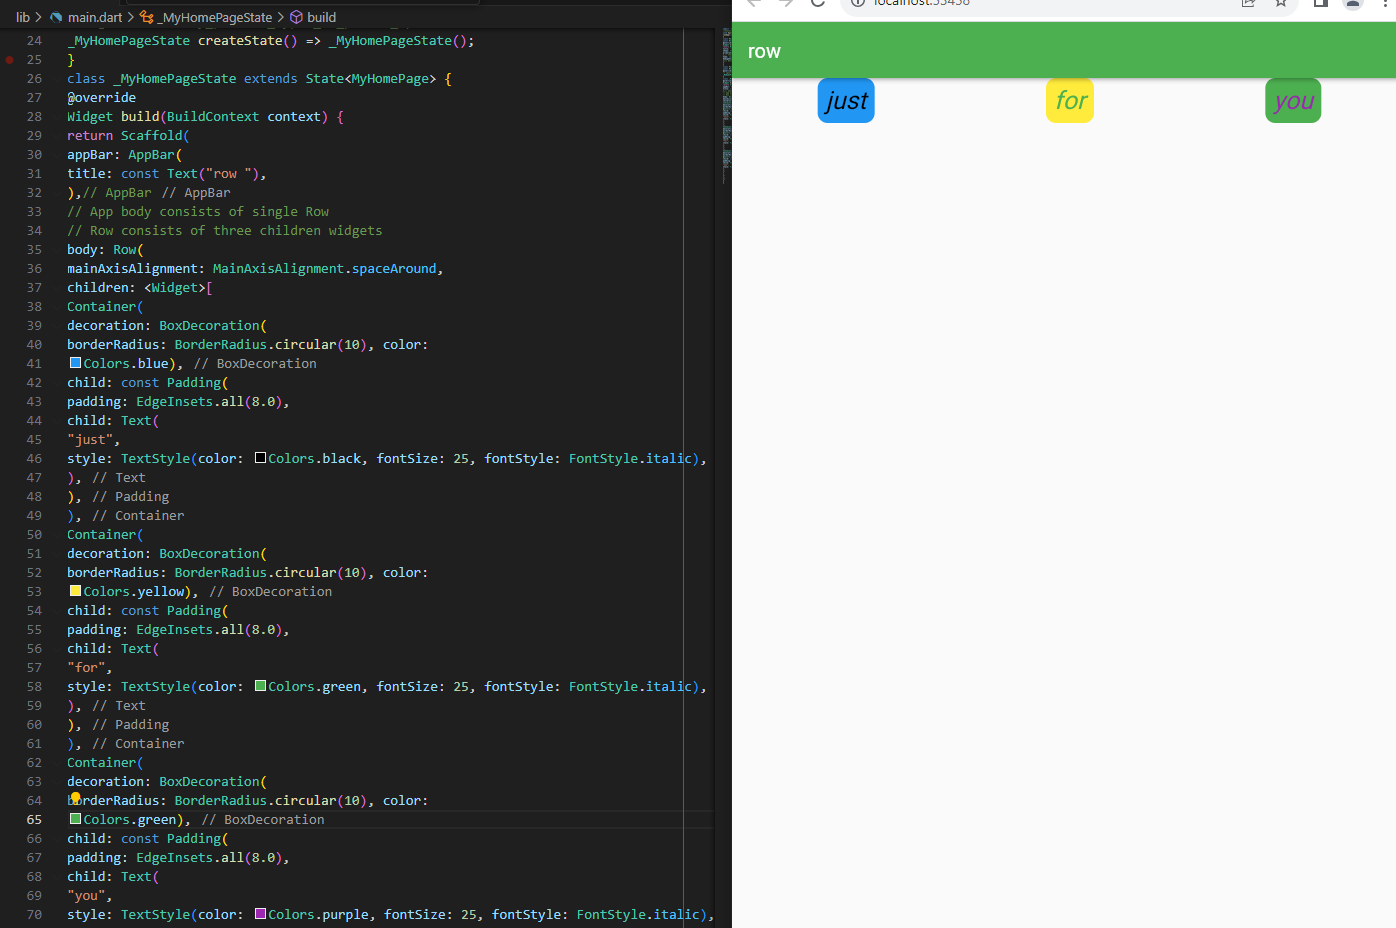 lib > main.dart > _MyHomePageState > build
24 _MyHomePageState createState() => _MyHomePageState();
25 }
26 class _MyHomePageState extends State<MyHomePage> {
27 @override
28 Widget build(BuildContext context) {
29 return Scaffold(
30 appBar: AppBar(
31 title: const Text("row "),
32 ),// AppBar // AppBar
33 // App body consists of single Row
34 // Row consists of three children widgets
35 body: Row(
36 mainAxisAlignment: MainAxisAlignment.spaceAround,
37 children: <Widget>[
38 Container(
39 decoration: BoxDecoration(
40 borderRadius: BorderRadius.circular(10), color:
41 Colors.blue), // BoxDecoration
42 child: const Padding(
43 padding: EdgeInsets.all(8.0),
44 child: Text(
45 "just",
46 style: TextStyle(color: Colors.black, fontSize: 25, fontStyle: FontStyle.italic),
47 ), // Text
48 ), // Padding
49 ), // Container
50 Container(
51 decoration: BoxDecoration(
52 borderRadius: BorderRadius.circular(10), color:
53 Colors.yellow), // BoxDecoration
54 child: const Padding(
55 padding: EdgeInsets.all(8.0),
56 child: Text(
57 "for",
58 style: TextStyle(color: Colors.green, fontSize: 25, fontStyle: FontStyle.italic),
59 ), // Text
60 ), // Padding
61 ), // Container
62 Container(
63 decoration: BoxDecoration(
64 borderRadius: BorderRadius.circular(10), color:
65 Colors.green), // BoxDecoration
66 child: const Padding(
67 padding: EdgeInsets.all(8.0),
68 child: Text(
69 "you",
70 style: TextStyle(color: Colors.purple, fontSize: 25, fontStyle: FontStyle.italic),
row
just
for
you